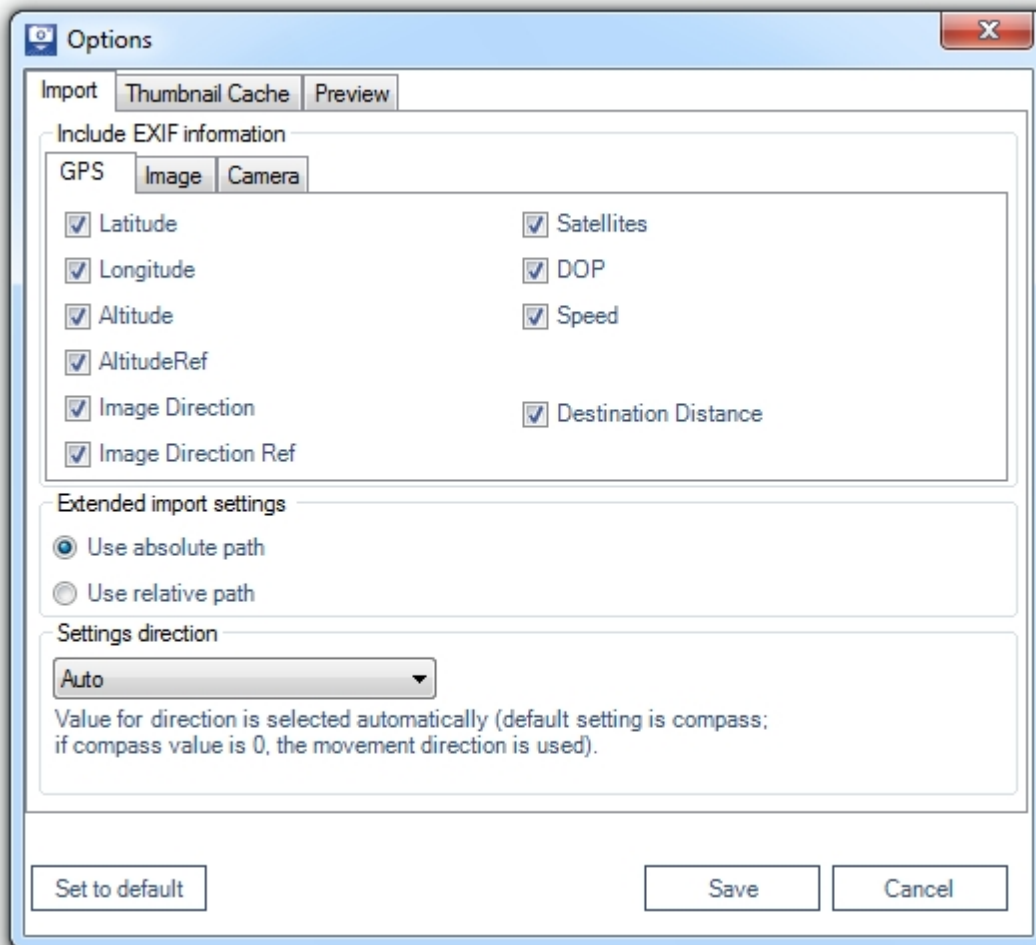 Options
Import Thumbnail Cache Preview
Include EXIF information
GPS Image Camera
Latitude Satellites
Longitude DOP
Altitude Speed
AltitudeRef
Image Direction Destination Distance
Image Direction Ref
Extended import settings
Use absolute path
Use relative path
Settings direction
Auto
Value for direction is selected automatically (default setting is compass;
if compass value is 0, the movement direction is used).
Set to default Save Cancel